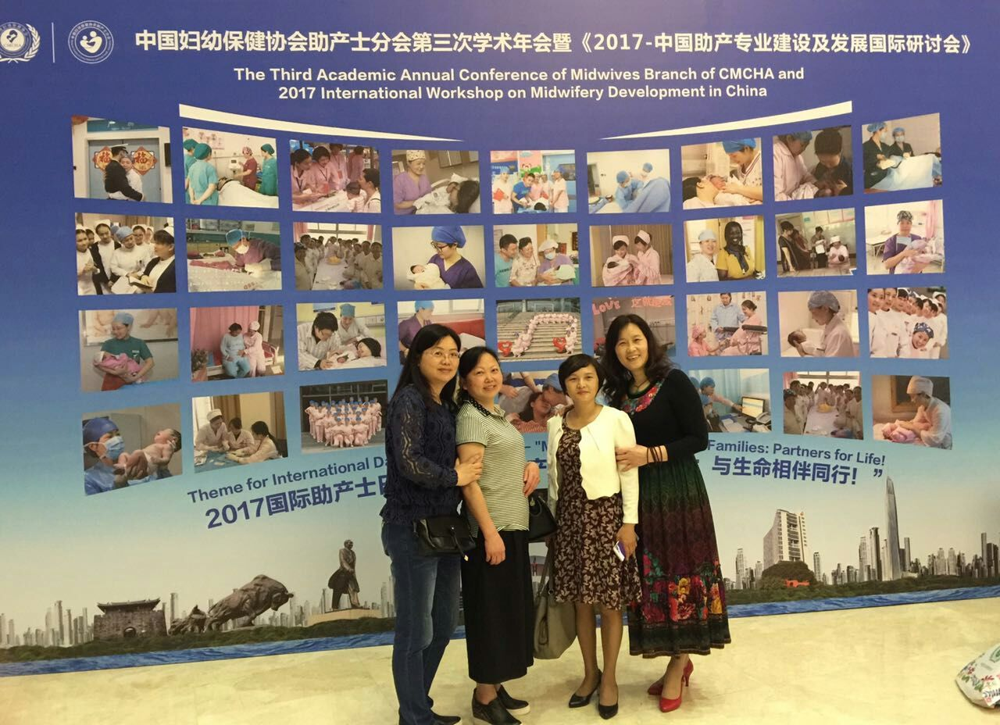 中国妇幼保健协会助产士分会第三次学术年会暨《2017-中国助产专业建设及发展国际研讨会》
The Third Academic Annual Conference of Midwives Branch of CMCHA and
2017 International Workshop on Midwifery Development in China
福 福
LOVE
Theme for International Da
- "M
Families: Partners for Life!
2017国际助产士
与生命相伴同行！ ”